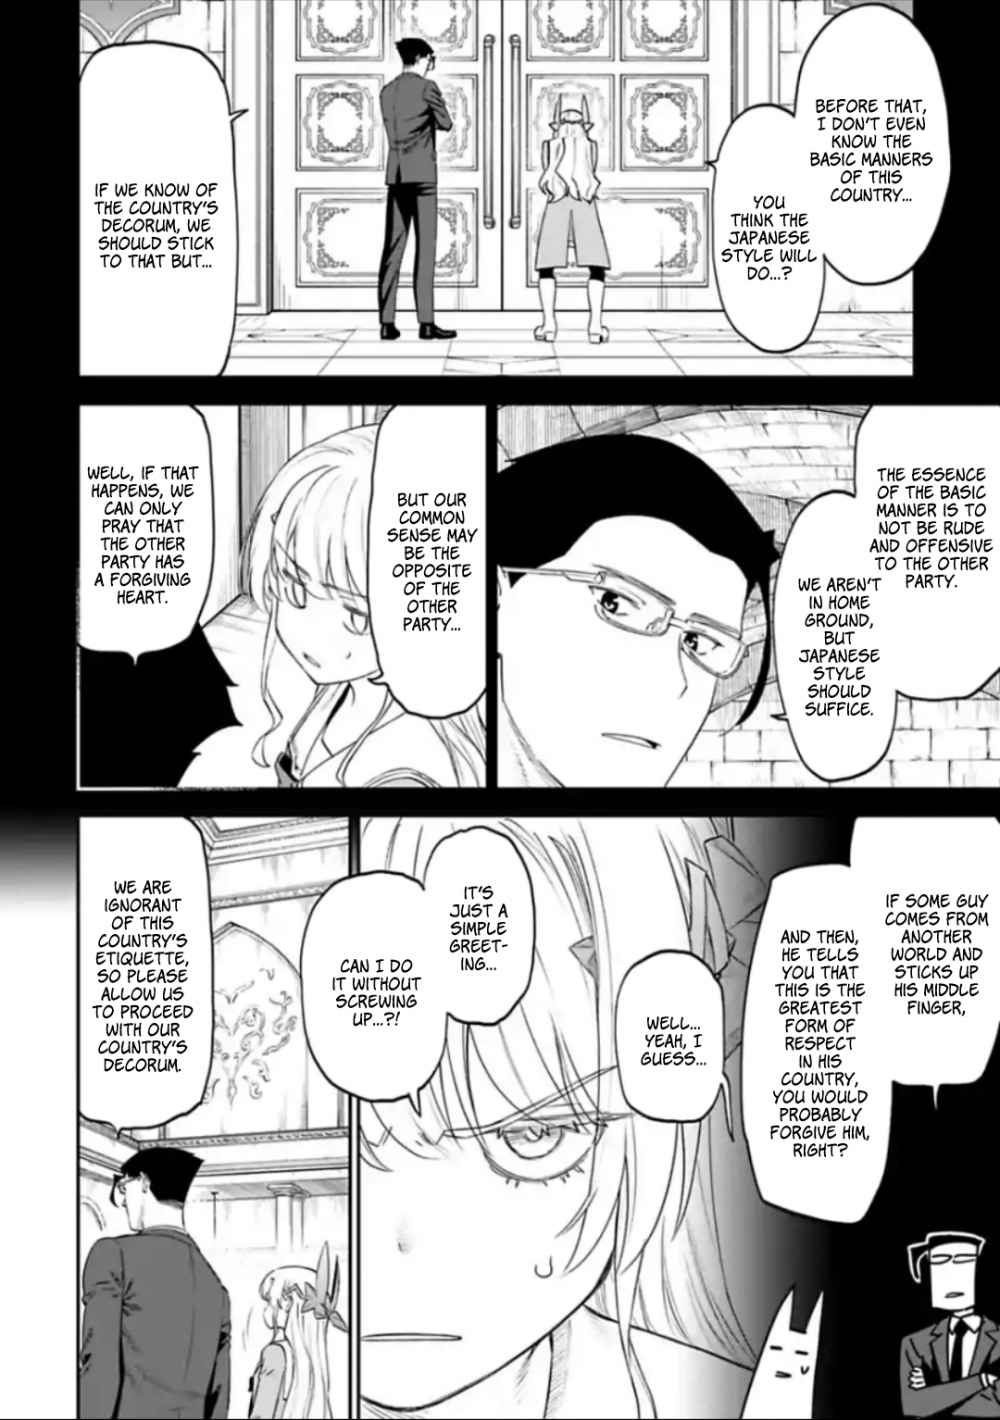 BEFORE THAT,
I DON'T EVEN
KNOW THE
BASIC MANNERS
OF THIS
COUNTRY...
YOU
THINK THE
JAPANESE
STYLE WILL
DO...?
IF WE KNOW OF
THE COUNTRY'S
DECORUM, WE
SHOULD STICK
TO THAT BUT...
THE ESSENCE
OF THE BASIC
MANNER IS TO
NOT BE RUDE
AND OFFENSIVE
TO THE OTHER
PARTY.
WE AREN'T
IN HOME
GROUND,
BUT
JAPANESE
STYLE
SHOULD
SUFFICE.
BUT OUR
COMMON
SENSE MAY
BE THE
OPPOSITE
OF THE
OTHER
PARTY...
WELL, IF THAT
HAPPENS, WE
CAN ONLY
PRAY THAT
THE OTHER
PARTY HAS
A FORGIVING
HEART.
IF SOME GUY
COMES FROM
ANOTHER
WORLD AND
STICKS UP
HIS MIDDLE
FINGER,
AND THEN,
HE TELLS
YOU THAT
THIS IS THE
GREATEST
FORM OF
RESPECT
IN HIS
COUNTRY,
YOU WOULD
PROBABLY
FORGIVE HIM,
RIGHT?
WELL...
YEAH, I
GUESS...
IT'S
JUST A
SIMPLE
GREET-
ING...
CAN I DO
IT WITHOUT
SCREWING
UP...?!
WE ARE
IGNORANT
OF THIS
COUNTRY'S
ETIQUETTE,
SO PLEASE
ALLOW US
TO PROCEED
WITH OUR
COUNTRY'S
DECORUM.